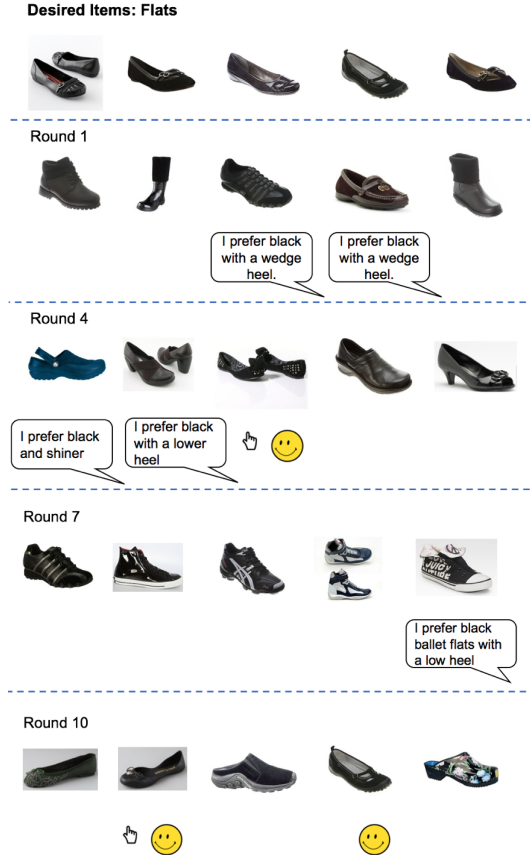 Desired Items: Flats
Round 1
I prefer black
with a wedge
heel.
I prefer black
with a wedge
heel.
Round 4
I prefer black
and shiner
I prefer black
with a lower
heel
Round 7
JUICY
I prefer black
ballet flats with
a low heel
Round 10